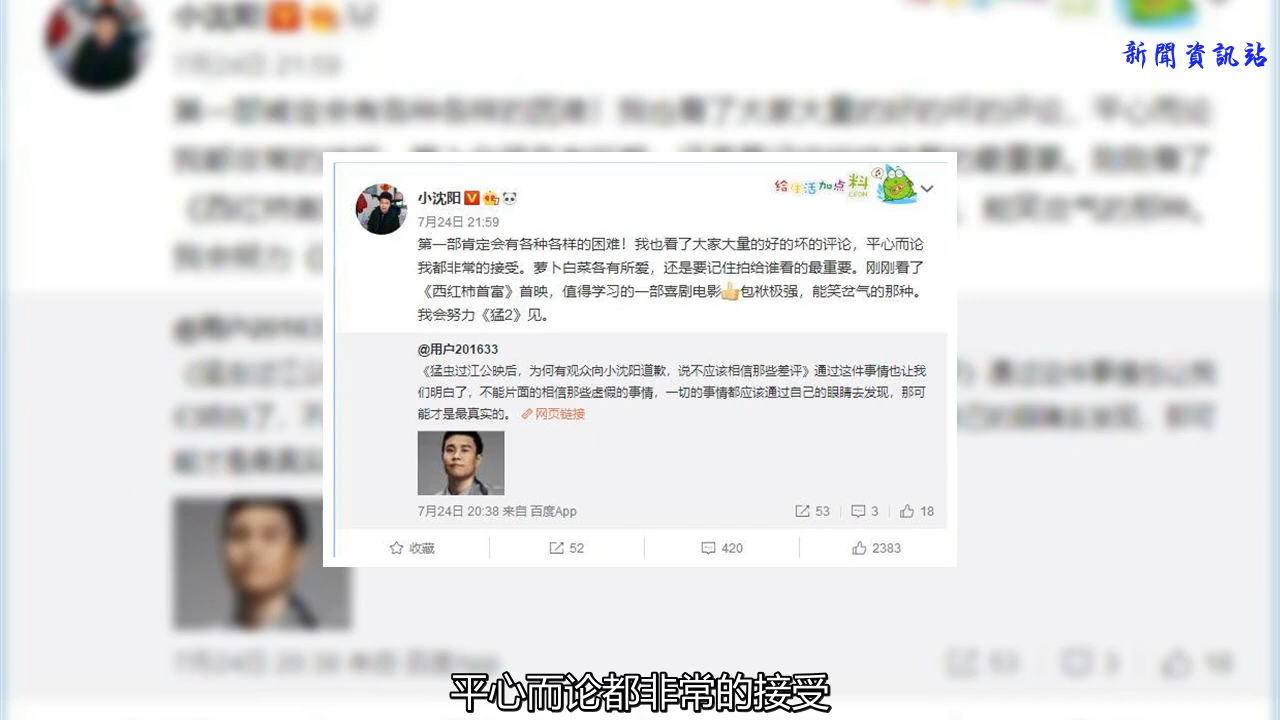 新聞資訊站
小沈阳
给生活加点料
7月24日 21:59
第一部肯定会有各种各样的困难！我也看了大家大量的好的坏的评论，平心而论
我都非常的接受。萝卜白菜各有所爱，还是要记住拍给谁看的最重要。刚刚看了
《西红柿首富》首映，值得学习的一部喜剧电影👍包袱极强，能笑岔气的那种。
我会努力《猛2》见。
@用户201633
《猛虫过江公映后，为何有观众向小沈阳道歉，说不应该相信那些差评》通过这件事情也让我
们明白了，不能片面的相信那些虚假的事情，一切的事情都应该通过自己的眼睛去发现，那可
能才是最真实的。 网页链接
7月24日 20:38 来自 百度App 53 3 18
收藏 52 420 2383
平心而论都非常的接受